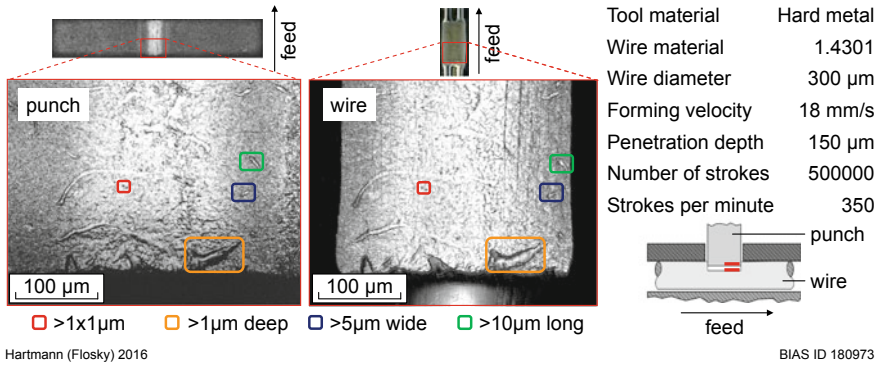 feed
feed
punch
wire
100 µm
100 µm
>1x1µm >1µm deep >5µm wide >10µm long
Tool material Hard metal
Wire material 1.4301
Wire diameter 300 µm
Forming velocity 18 mm/s
Penetration depth 150 µm
Number of strokes 500000
Strokes per minute 350
punch
wire
feed
Hartmann (Flosky) 2016
BIAS ID 180973